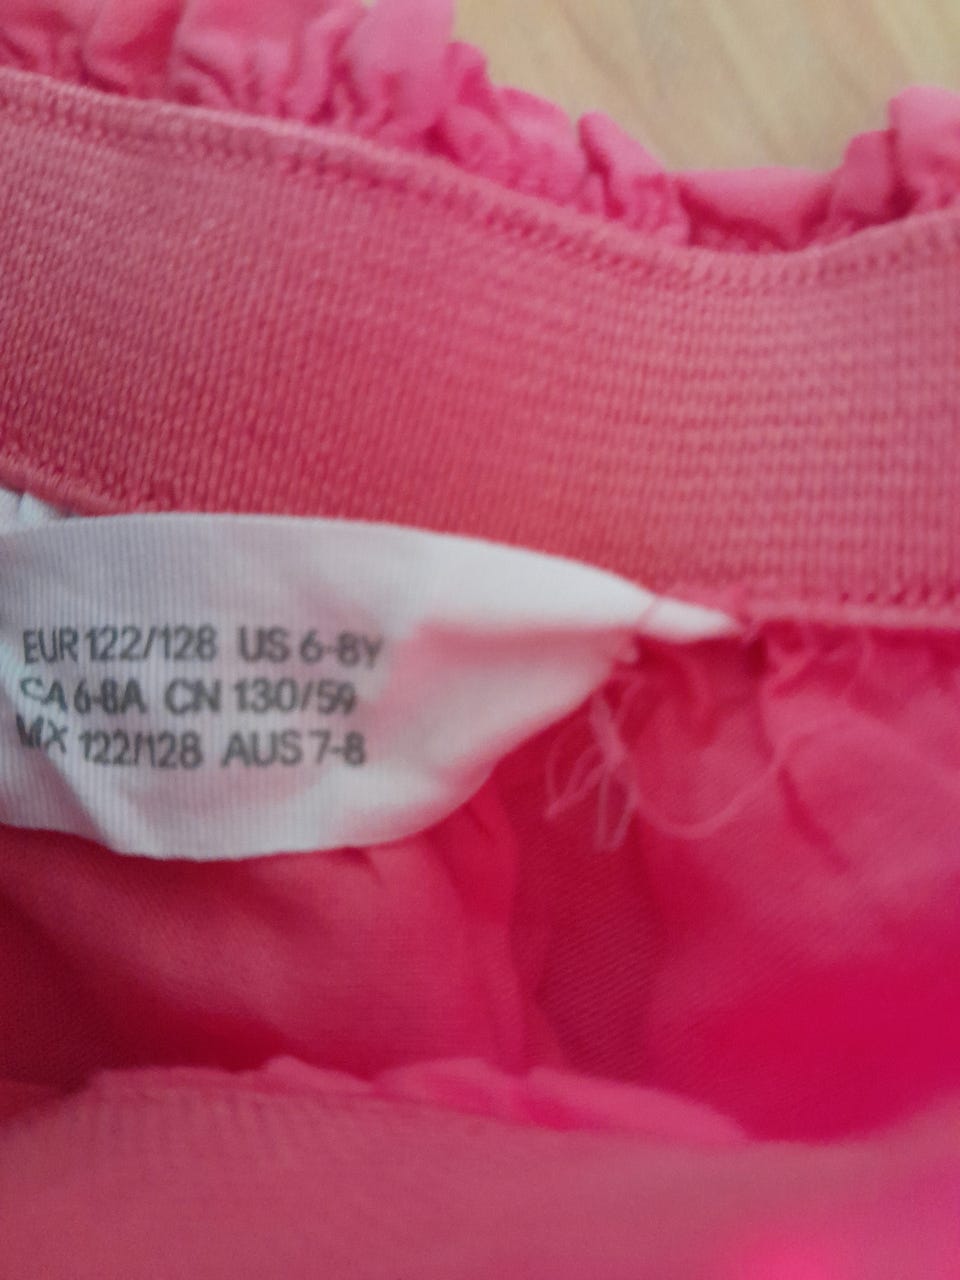 EUR 122/128 US 6-8Y
CA 6-8A CN 130/59
MX 122/128 AUS 7-8